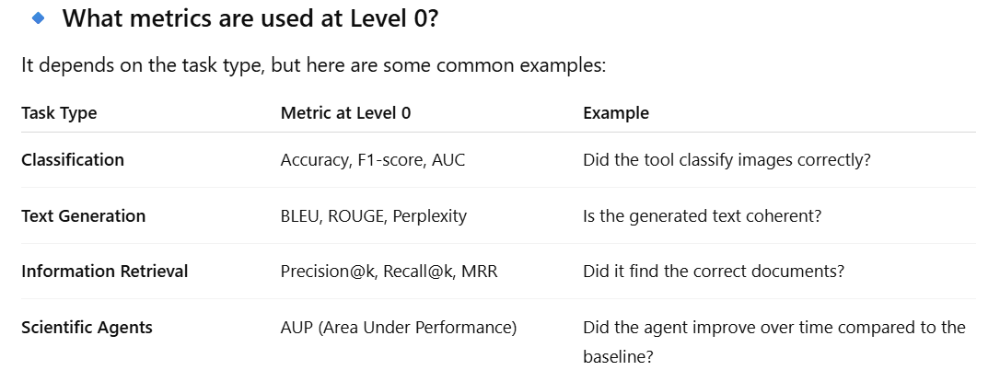 What metrics are used at Level 0?
It depends on the task type, but here are some common examples:
Task Type Metric at Level 0 Example
Classification Accuracy, F1-score, AUC Did the tool classify images correctly?
Text Generation BLEU, ROUGE, Perplexity Is the generated text coherent?
Information Retrieval Precision@k, Recall@k, MRR Did it find the correct documents?
Scientific Agents AUP (Area Under Performance) Did the agent improve over time compared to the
baseline?